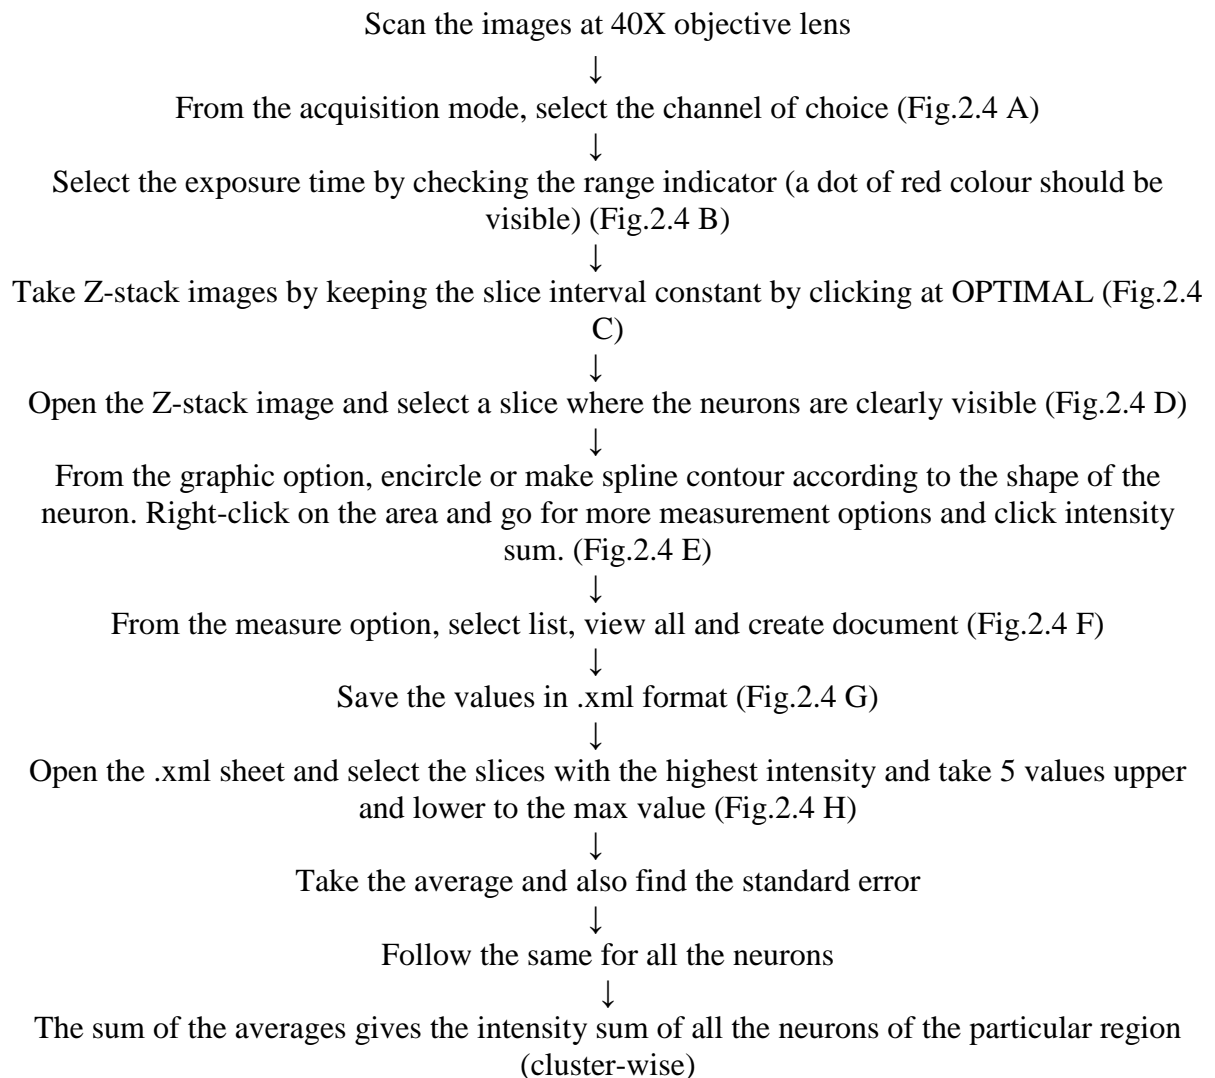 Scan the images at 40X objective lens
↓
From the acquisition mode, select the channel of choice (Fig.2.4 A)
↓
Select the exposure time by checking the range indicator (a dot of red colour should be
visible) (Fig.2.4 B)
↓
Take Z-stack images by keeping the slice interval constant by clicking at OPTIMAL (Fig.2.4
C)
↓
Open the Z-stack image and select a slice where the neurons are clearly visible (Fig.2.4 D)
↓
From the graphic option, encircle or make spline contour according to the shape of the
neuron. Right-click on the area and go for more measurement options and click intensity
sum. (Fig.2.4 E)
↓
From the measure option, select list, view all and create document (Fig.2.4 F)
↓
Save the values in .xml format (Fig.2.4 G)
↓
Open the .xml sheet and select the slices with the highest intensity and take 5 values upper
and lower to the max value (Fig.2.4 H)
↓
Take the average and also find the standard error
↓
Follow the same for all the neurons
↓
The sum of the averages gives the intensity sum of all the neurons of the particular region
(cluster-wise)